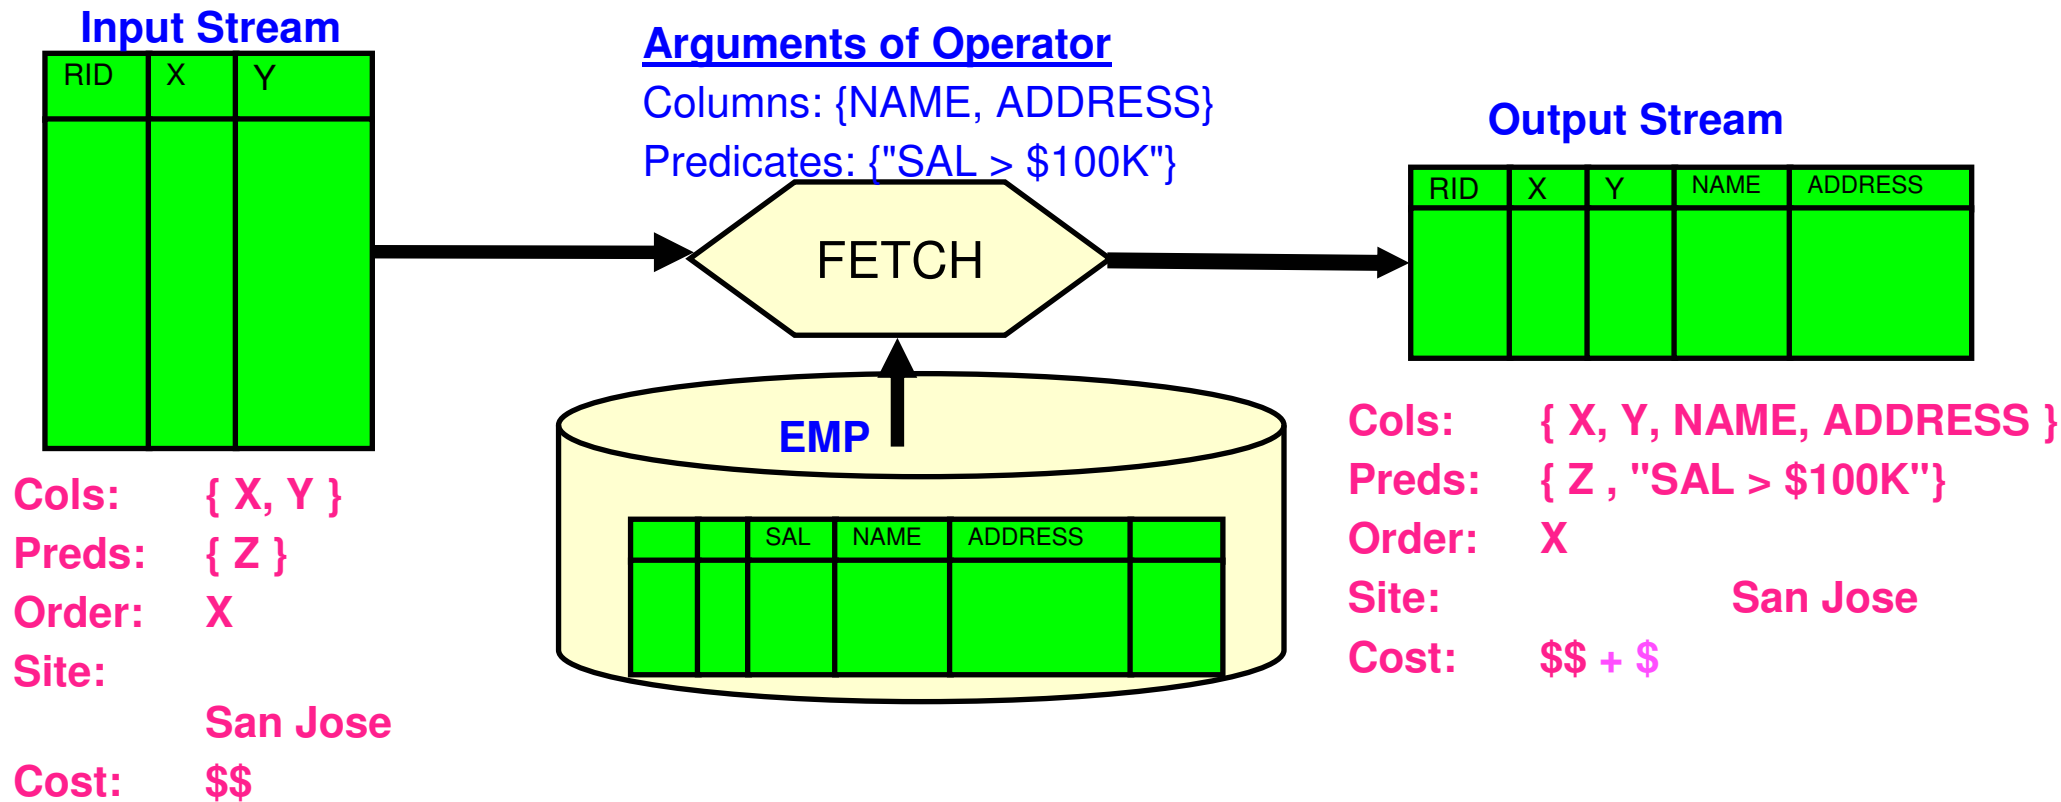 Input Stream
RID X Y
Cols: { X, Y }
Preds: { Z }
Order: X
Site:
San Jose
Cost: $$
Arguments of Operator
Columns: {NAME, ADDRESS}
Predicates: {"SAL > $100K"}
FETCH
EMP
SAL NAME ADDRESS
Output Stream
RID X Y NAME ADDRESS
Cols: { X, Y, NAME, ADDRESS }
Preds: { Z , "SAL > $100K"}
Order: X
Site: San Jose
Cost: $$ + $